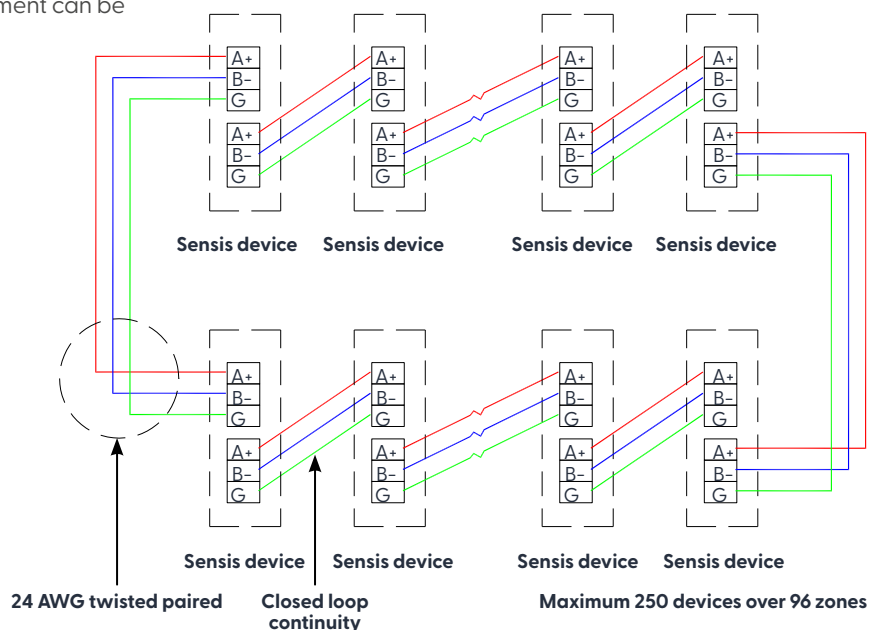 ment can be
A+ A+ A+ A+
B- B- B- B-
G G G G
A+ A+ A+ A+
B- B- B- B-
G G G G
Sensis device Sensis device Sensis device Sensis device
A+ A+ A+ A+
B- B- B- B-
G G G G
A+ A+ A+ A+
B- B- B- B-
G G G G
Sensis device Sensis device Sensis device Sensis device
24 AWG twisted paired
Closed loop
continuity
Maximum 250 devices over 96 zones